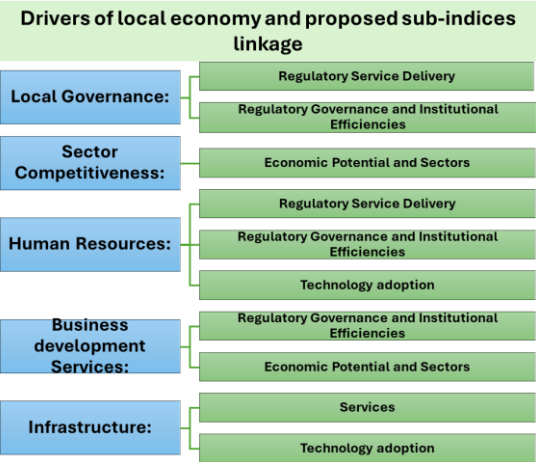 Drivers of local economy and proposed sub-indices
linkage
Local Governance:
Regulatory Service Delivery
Regulatory Governance and Institutional
Efficiencies
Sector
Competitiveness:
Economic Potential and Sectors
Human Resources:
Regulatory Service Delivery
Regulatory Governance and Institutional
Efficiencies
Technology adoption
Business
development
Services:
Regulatory Governance and Institutional
Efficiencies
Economic Potential and Sectors
Infrastructure:
Services
Technology adoption